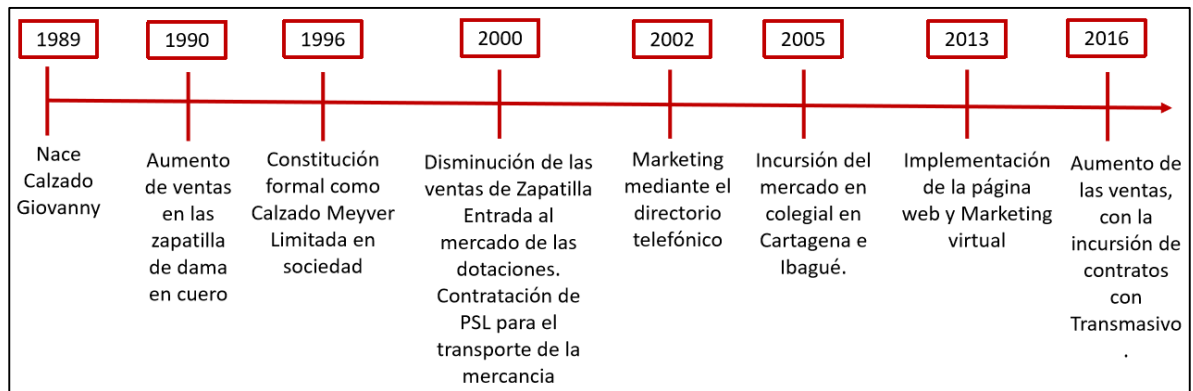 1989
1990
1996
2000
2002
2005
2013
2016
Nace
Calzado
Giovanny
Aumento
de ventas
en las
zapatilla
de dama
en cuero
Constitución
formal como
Calzado Meyver
Limitada en
sociedad
Disminución de las
ventas de Zapatilla
Entrada al
mercado de las
dotaciones.
Contratación de
PSL para el
transporte de la
mercancia
Marketing
mediante el
directorio
telefónico
Incursión del
mercado en
colegial en
Cartagena e
Ibagué.
Implementación
de la página
web y Marketing
virtual
Aumento de
las ventas,
con la
incursión de
contratos
con
Transmasivo
.